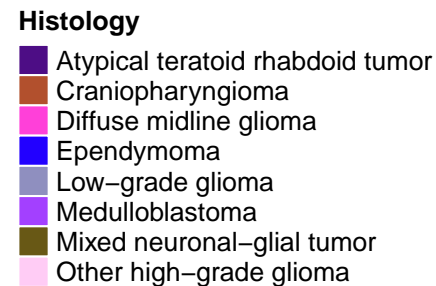 Histology
Atypical teratoid rhabdoid tumor
Craniopharyngioma
Diffuse midline glioma
Ependymoma
Low−grade glioma
Medulloblastoma
Mixed neuronal−glial tumor
Other high−grade glioma